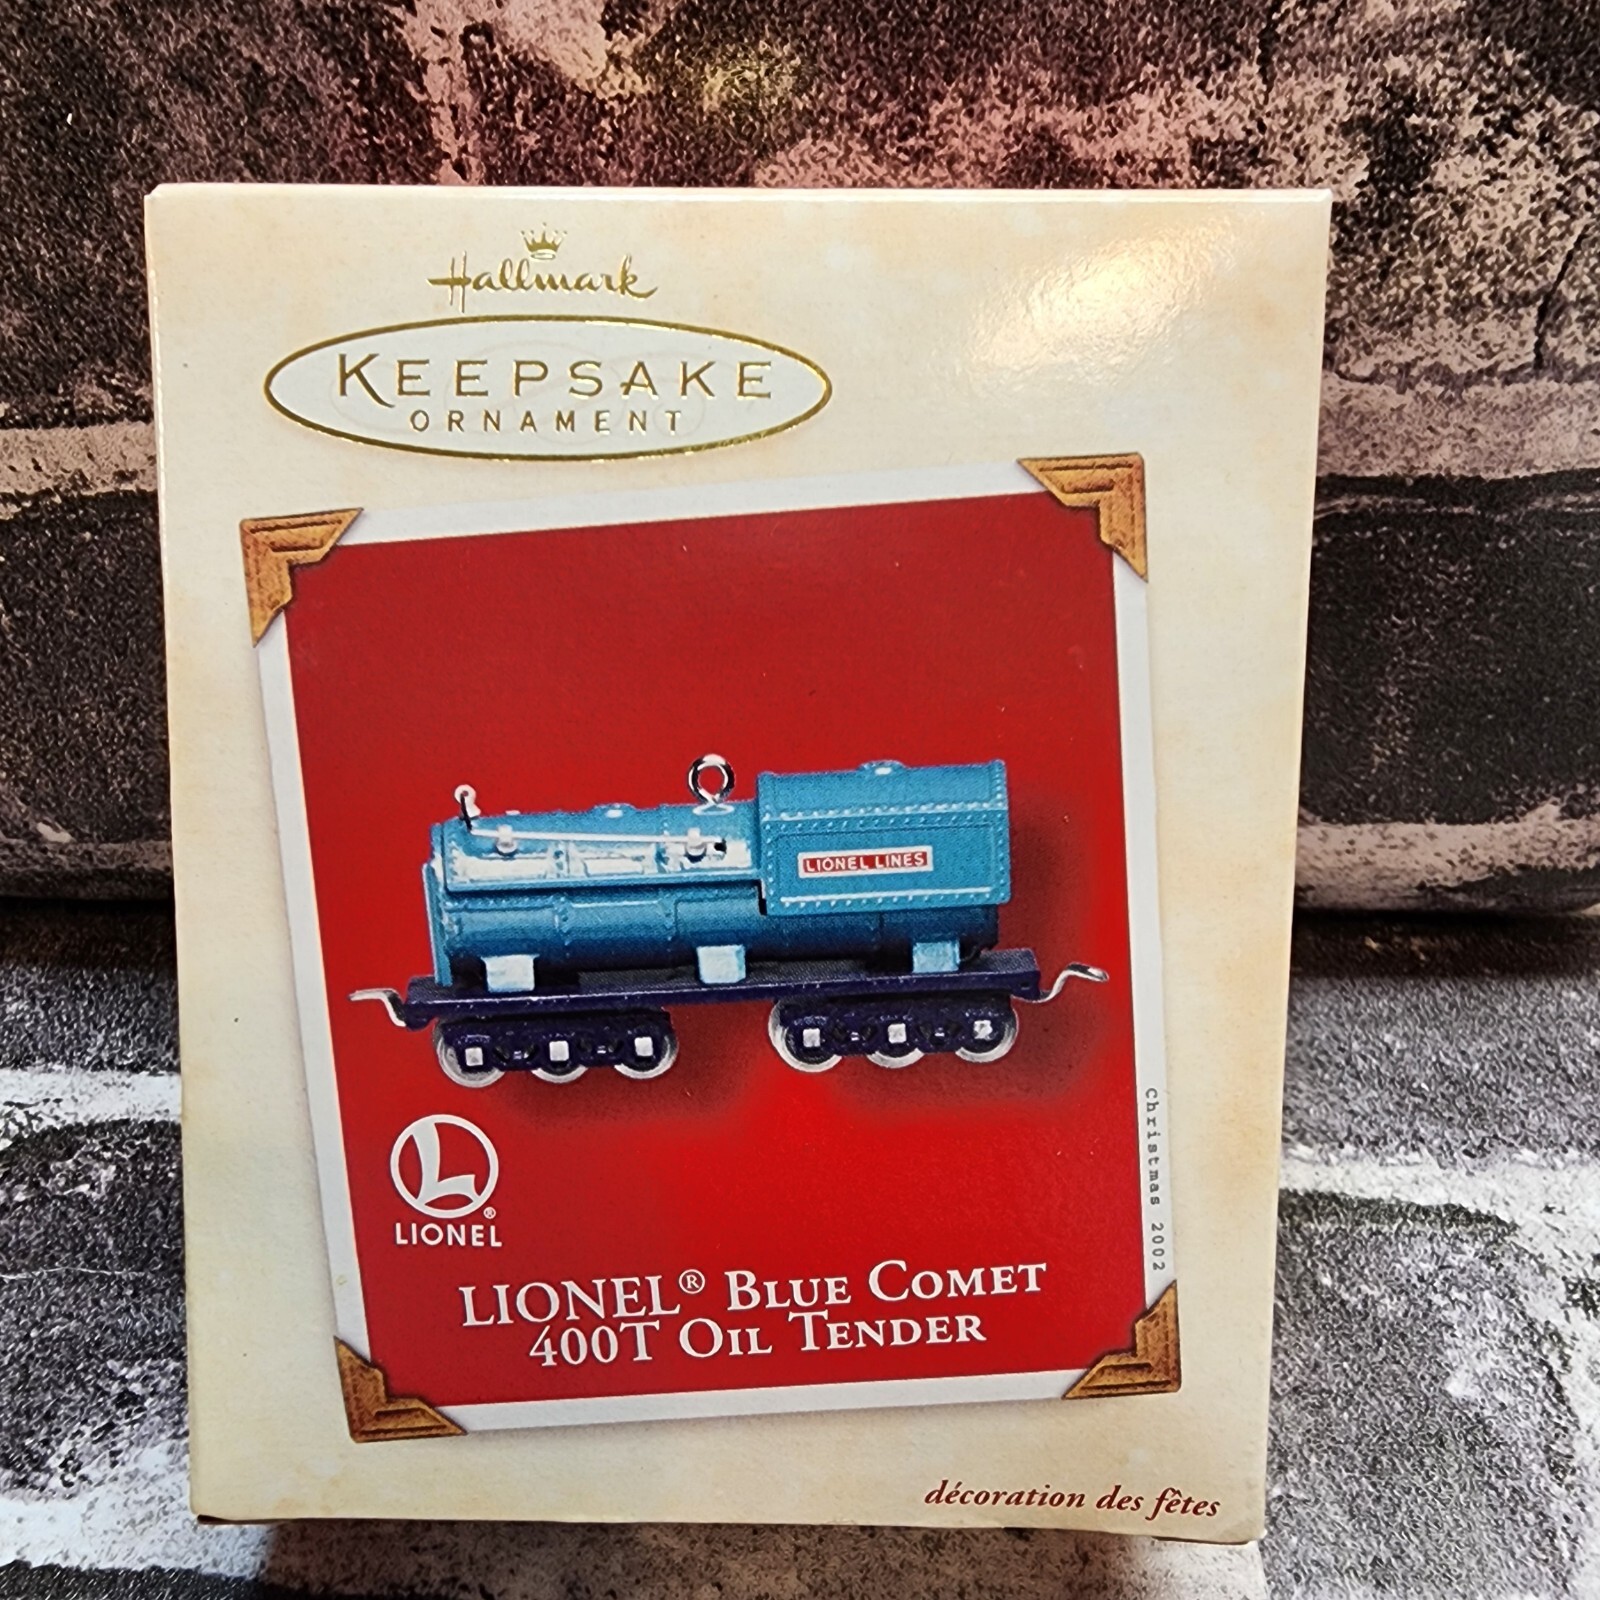 Hallmark
KEEPSAKE
ORNAMENT
LIONEL LINES
Christmas 2002
L
®
LIONEL
LIONEL® BLUE COMET
400T OIL TENDER
décoration des fêtes